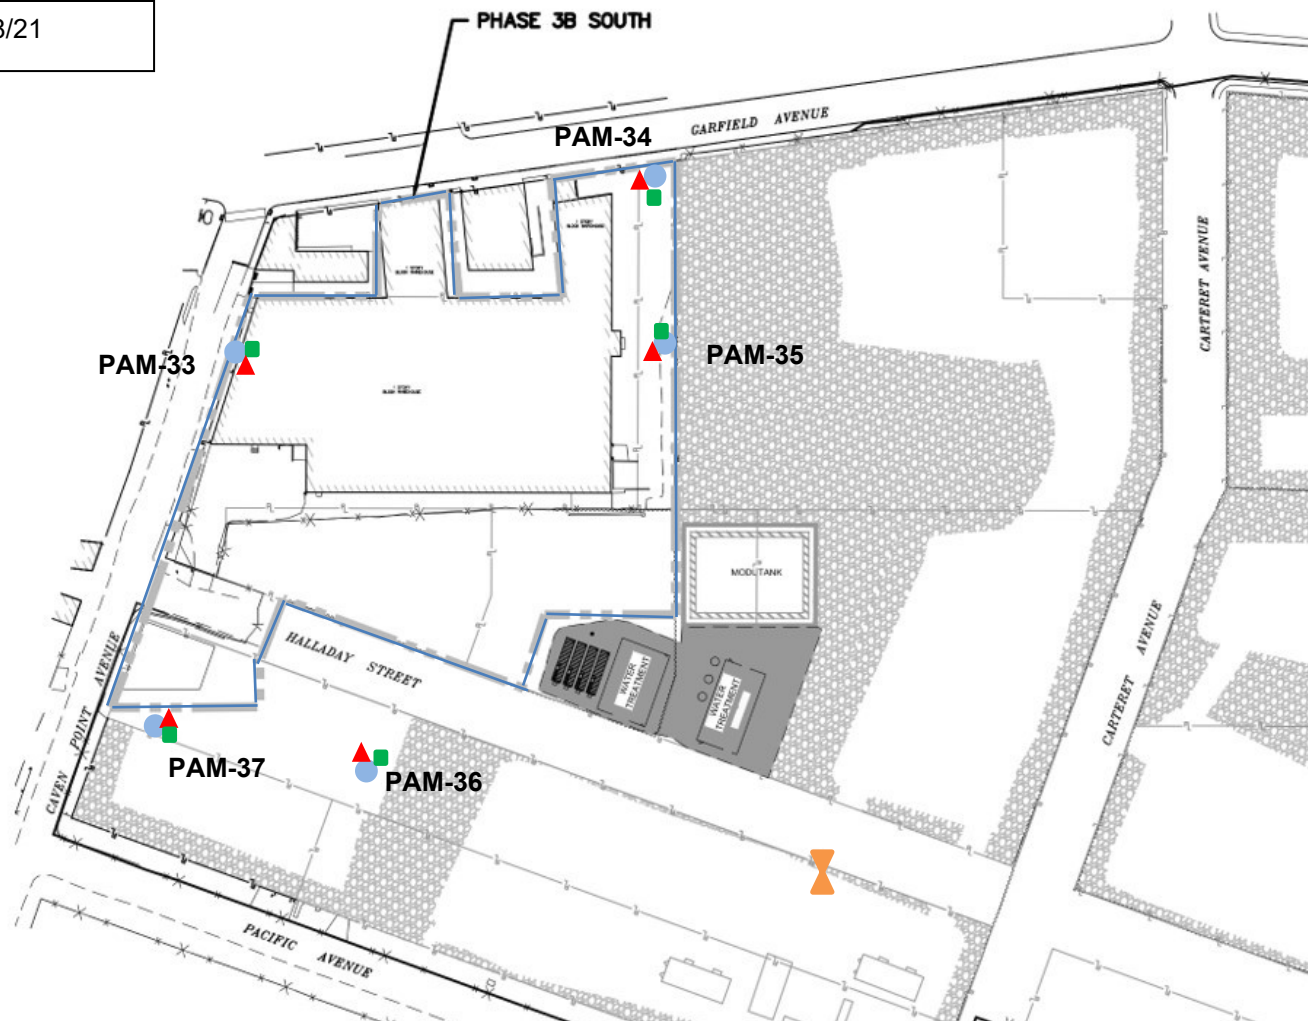 3/21
PHASE 3B SOUTH
GARFIELD AVENUE
PAM-34
PAM-33
PAM-35
CARTERET AVENUE
MODUTANK
HALLADAY STREET
WATER
TREATMENT
WATER
TREATMENT
CARTERET AVENUE
CAVEN POINT AVENUE
PAM-37
PAM-36
PACIFIC
AVENUE